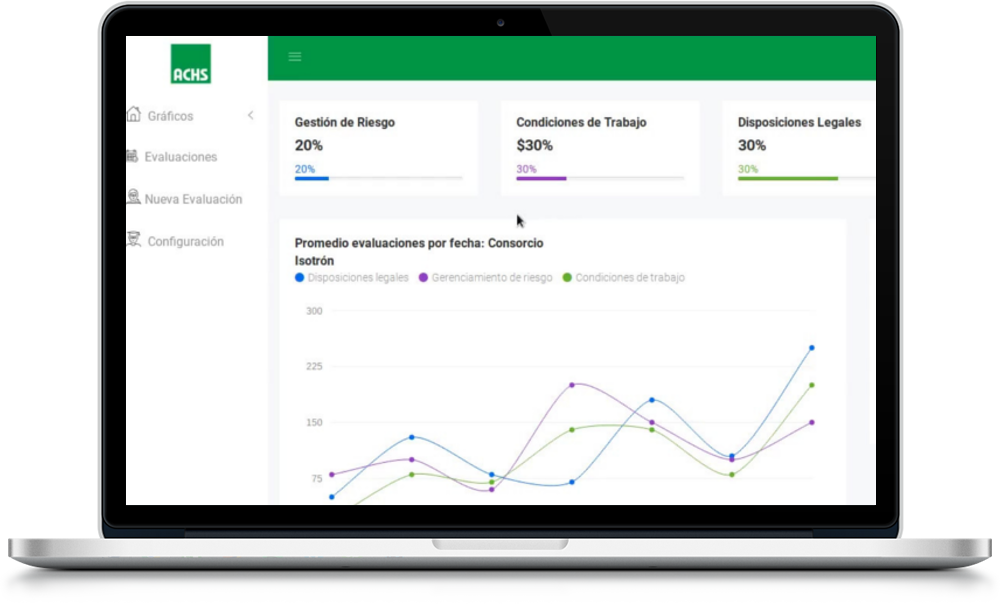 ACHS
Gráficos
Evaluaciones
Nueva Evaluación
Configuración
Gestión de Riesgo
20%
20%
Condiciones de Trabajo
$30%
30%
Disposiciones Legales
30%
30%
Promedio evaluaciones por fecha: Consorcio
Isotrón
Disposiciones legales Gerenciamiento de riesgo Condiciones de trabajo
300
225
150
75